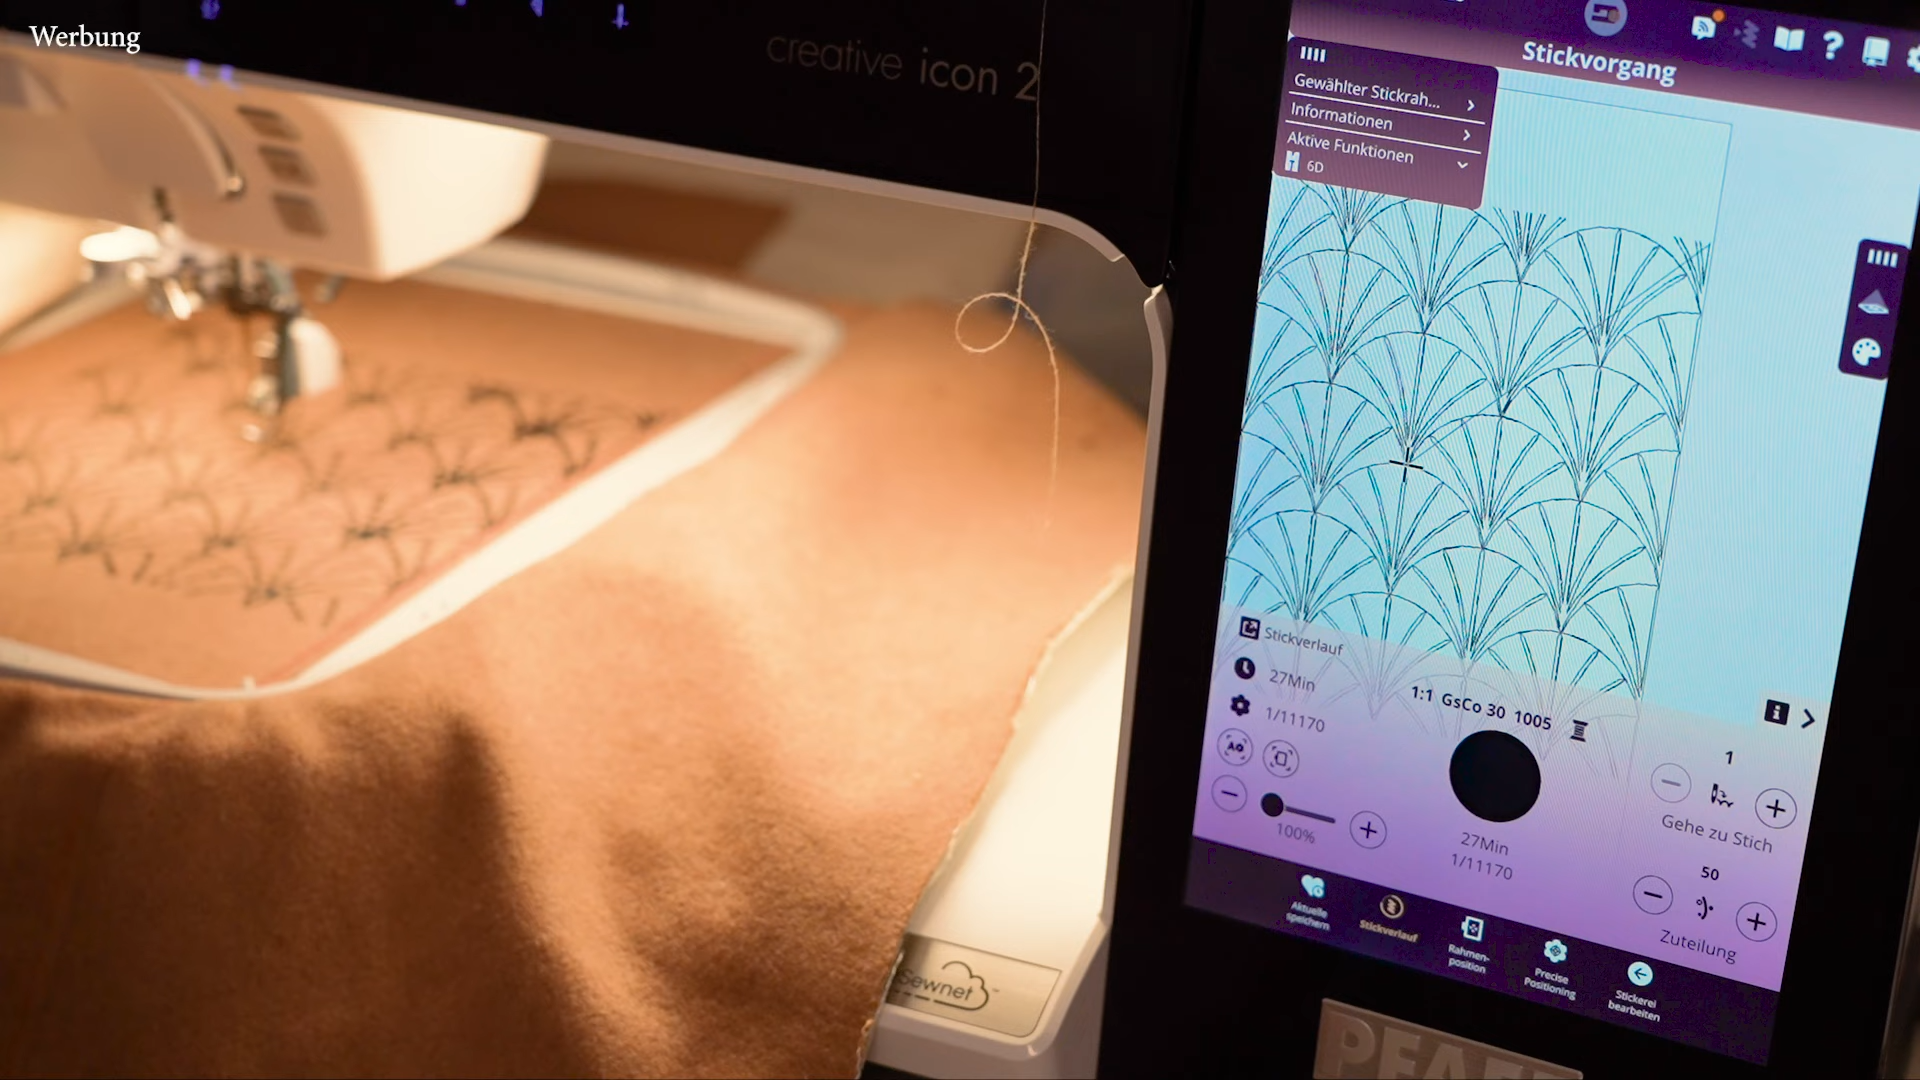 Werbung
creative icon 2
Stickvorgang
Gewählter Stickrah...
Informationen
Aktive Funktionen
6D
Stickverlauf
27Min
1/11170
1:1 GsCo 30 1005
100%
27Min
1/11170
1
Gehe zu Stich
50
Zuteilung
Aktuelle
speichern
Stickverlauf
Rahmen-
position
Precise
Positioning
Stickerei
bearbeiten
sewnet™
PFAFF